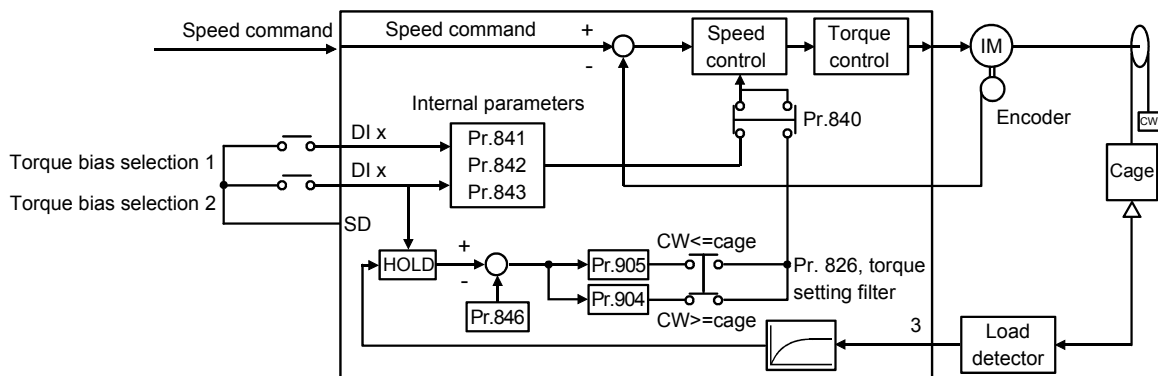 Speed command
Speed command
+
-
Speed
control
Torque
control
IM
Encoder
CW
Cage
Internal parameters
Pr.840
Torque bias selection 1
DI x
Pr.841
Pr.842
Pr.843
Torque bias selection 2
DI x
SD
HOLD
+
-
Pr.846
Pr.905
Pr.904
CW<=cage
CW>=cage
Pr. 826, torque
setting filter
3
Load
detector